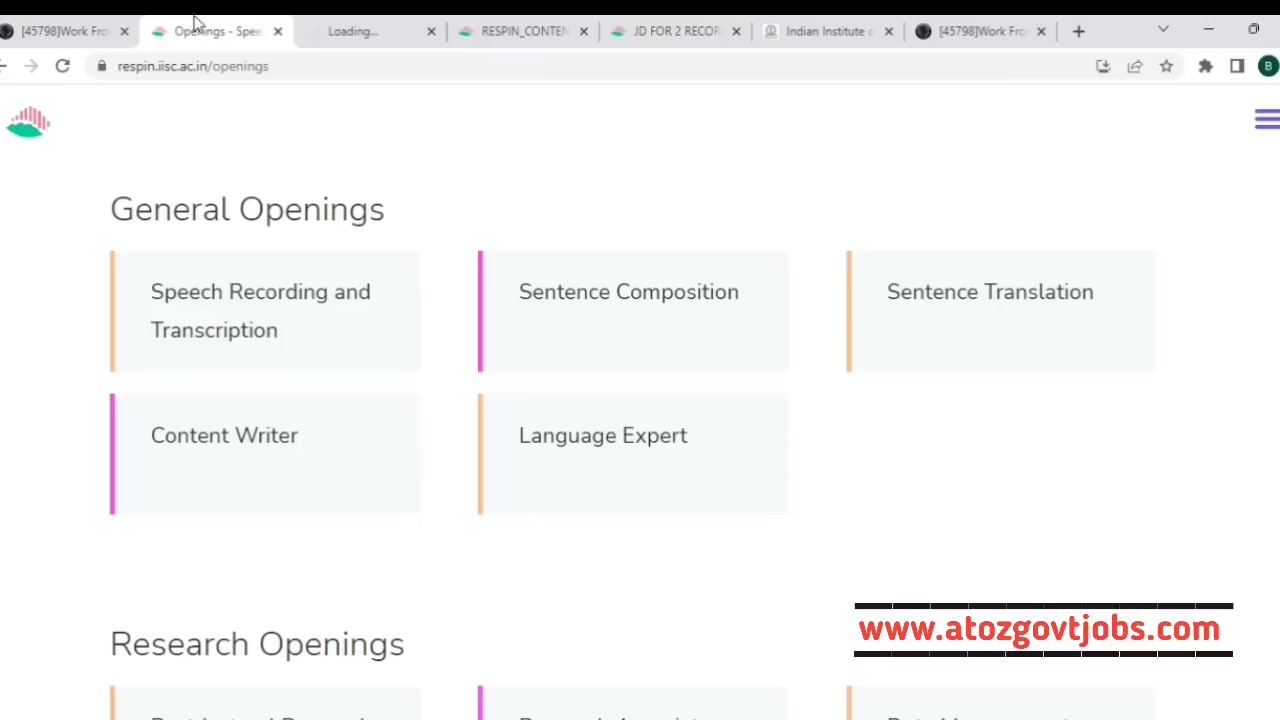 [45798]Work Fro
Openings - Spee
Loading...
RESPIN_CONTEN
JD FOR 2 RECOR
Indian Institute o
[45798]Work Fro
respin.iisc.ac.in/openings
B
General Openings
Speech Recording and
Transcription
Sentence Composition
Sentence Translation
Content Writer
Language Expert
www.atozgovtjobs.com
Research Openings